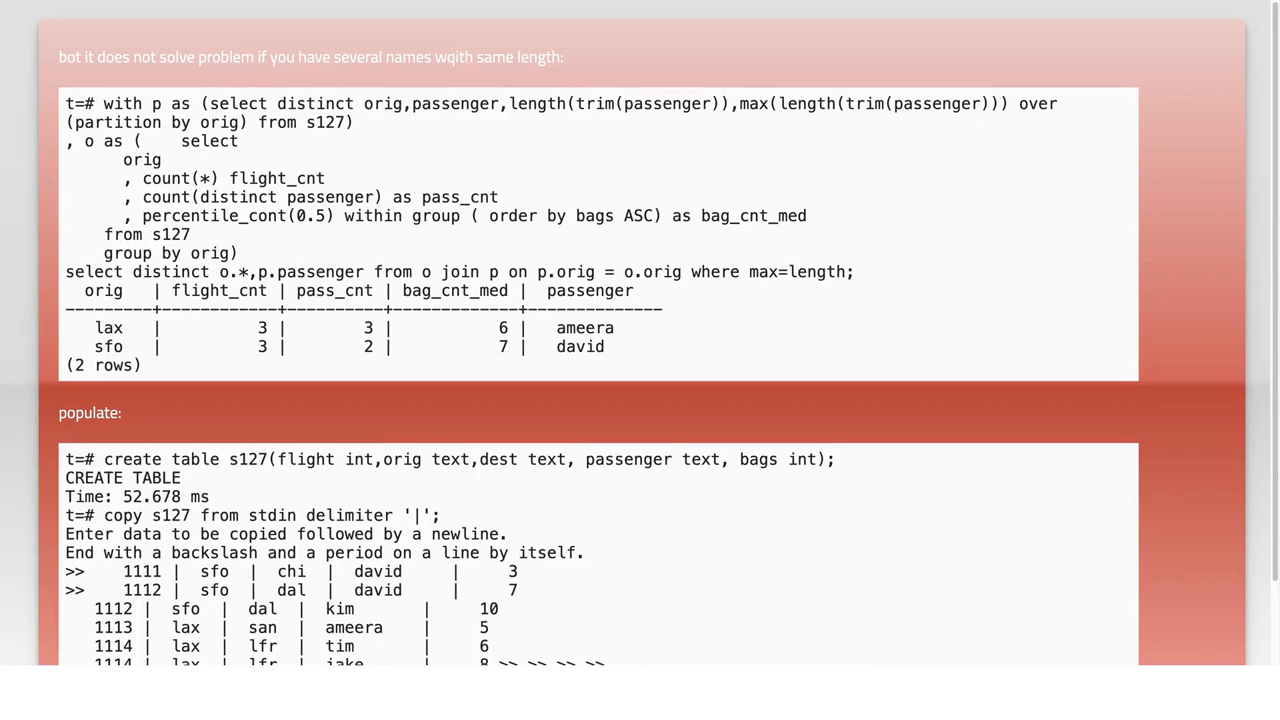 bot it does not solve problem if you have several names wqith same length:
t=# with p as (select distinct orig,passenger,length(trim(passenger)),max(length(trim(passenger))) over
(partition by orig) from s127)
, o as (    select
      orig
      , count(*) flight_cnt
      , count(distinct passenger) as pass_cnt
      , percentile_cont(0.5) within group ( order by bags ASC) as bag_cnt_med
    from s127
    group by orig)
select distinct o.*,p.passenger from o join p on p.orig = o.orig where max=length;
  orig   | flight_cnt | pass_cnt | bag_cnt_med |  passenger
---------+------------+----------+-------------+--------------
   lax   |          3 |        3 |           6 |   ameera
   sfo   |          3 |        2 |           7 |   david
(2 rows)
populate:
t=# create table s127(flight int,orig text,dest text, passenger text, bags int);
CREATE TABLE
Time: 52.678 ms
t=# copy s127 from stdin delimiter '|';
Enter data to be copied followed by a newline.
End with a backslash and a period on a line by itself.
>>    1111 |  sfo  |  chi  |  david     |     3
>>    1112 |  sfo  |  dal  |  david     |     7
   1112 |  sfo  |  dal  |  kim       |     10
   1113 |  lax  |  san  |  ameera    |     5
   1114 |  lax  |  lfr  |  tim       |     6
   1114 |  lax  |  lfr  |  jake      |     8 >> >> >> >>